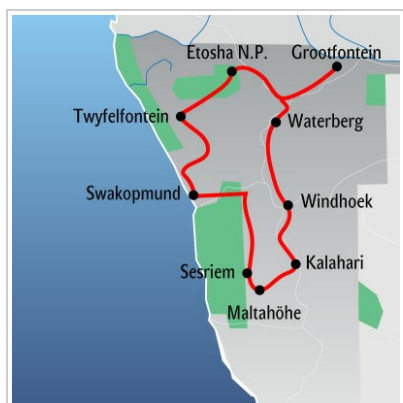 Etosha N.P.
Grootfontein
Twyfelfontein
Waterberg
Swakopmund
Windhoek
Kalahari
Sesriem
Maltahöhe